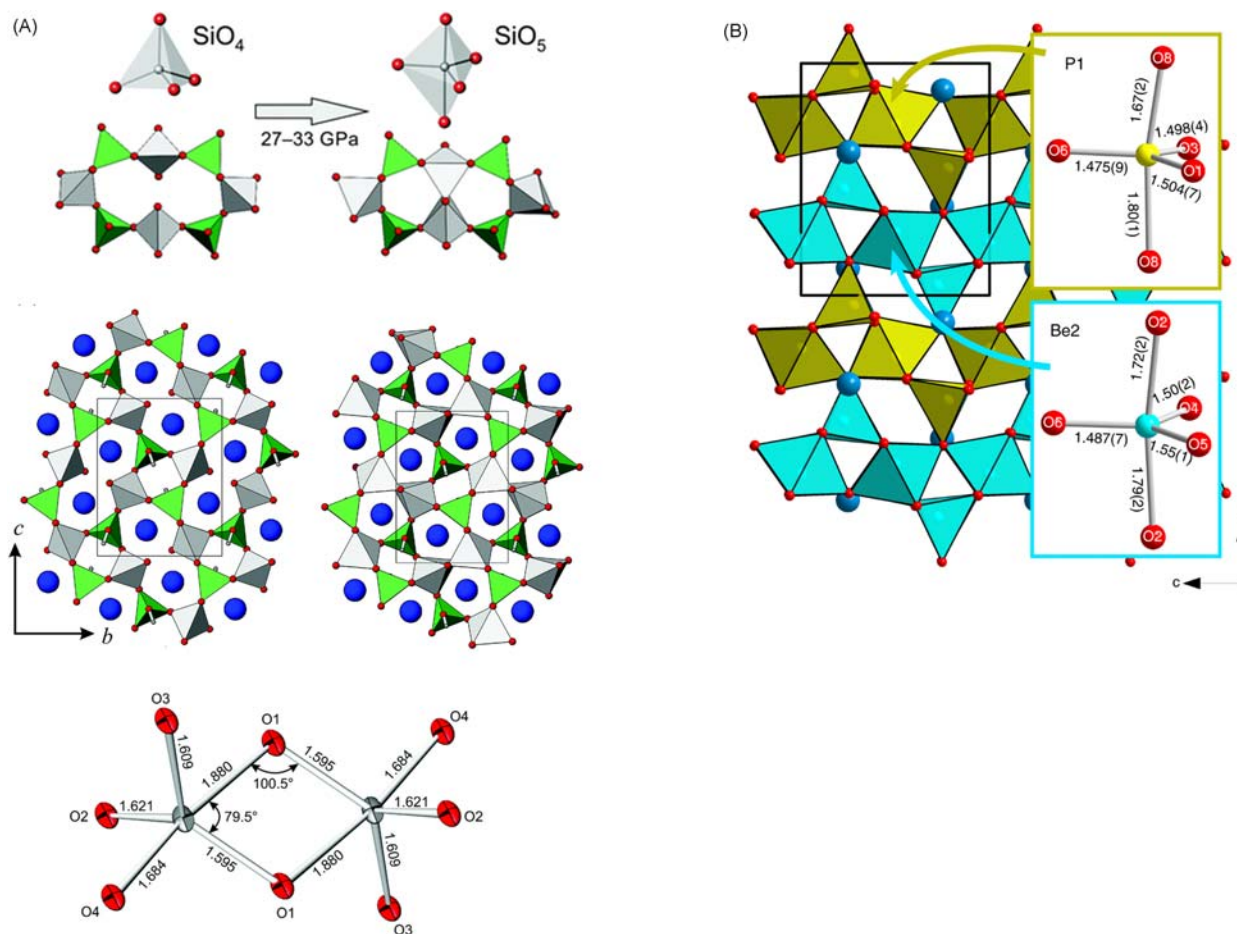 (A)
SiO4
SiO5
27–33 GPa
c
b
O3
O1
O4
1.609
1.880
1.595
1.684
100.5°
O2
1.621
79.5°
1.621
O2
1.684
1.595
1.880
1.609
O4
O1
O3
(B)
P1
O8
1.67(2)
1.498(4)
O6
O3
1.475(9)
O1
1.504(7)
1.80(1)
O8
Be2
O2
1.72(2)
1.50(2)
O6
O4
1.487(7)
O5
1.55(1)
1.79(2)
O2
c